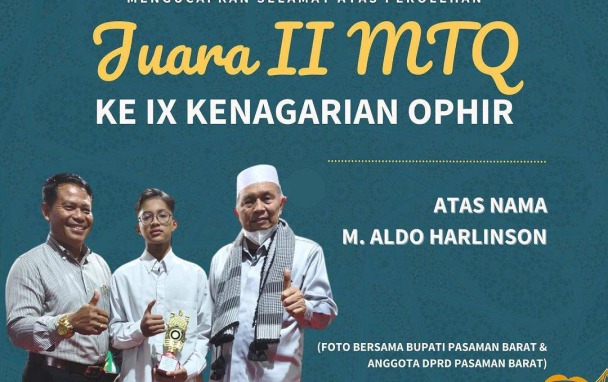 MENGUCAPKAN SELAMAT ATAS PEROLEHAN
Juara II MTQ
KE IX KENAGARIAN OPHIR
ATAS NAMA
M. ALDO HARLINSON
(FOTO BERSAMA BUPATI PASAMAN BARAT &
ANGGOTA DPRD PASAMAN BARAT)